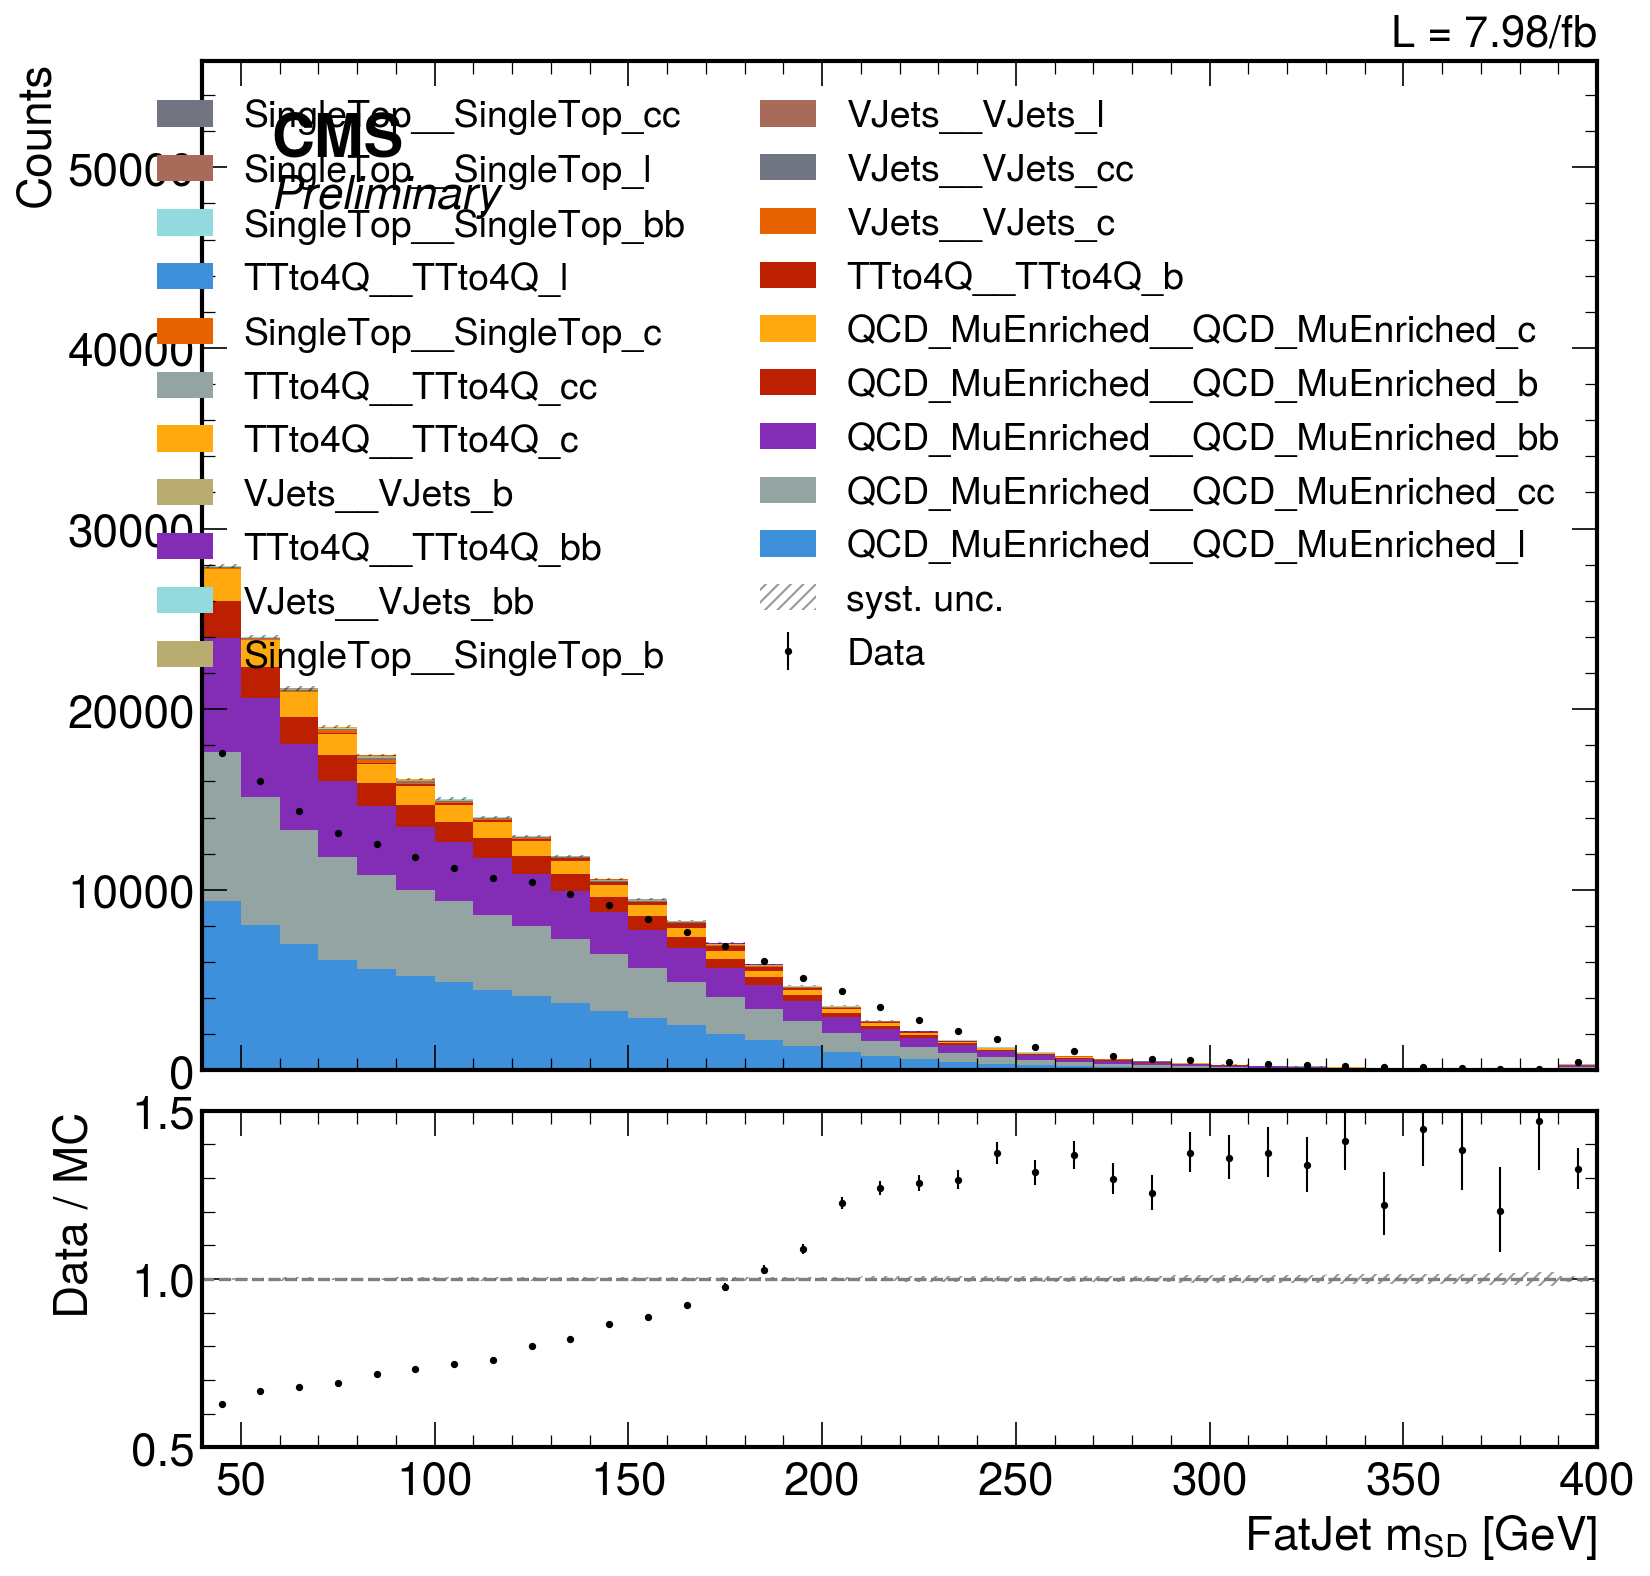 L = 7.98/fb
Counts
CMS
Preliminary
SingleTop__SingleTop_cc
SingleTop__SingleTop_l
SingleTop__SingleTop_bb
TTto4Q__TTto4Q_l
SingleTop__SingleTop_c
TTto4Q__TTto4Q_cc
TTto4Q__TTto4Q_c
VJets__VJets_b
TTto4Q__TTto4Q_bb
VJets__VJets_bb
SingleTop__SingleTop_b
VJets__VJets_l
VJets__VJets_cc
VJets__VJets_c
TTto4Q__TTto4Q_b
QCD_MuEnriched__QCD_MuEnriched_c
QCD_MuEnriched__QCD_MuEnriched_b
QCD_MuEnriched__QCD_MuEnriched_bb
QCD_MuEnriched__QCD_MuEnriched_cc
QCD_MuEnriched__QCD_MuEnriched_l
syst. unc.
Data
50000
40000
30000
20000
10000
0
Data / MC
1.5
1.0
0.5
50 100 150 200 250 300 350 400
FatJet m_SD [GeV]